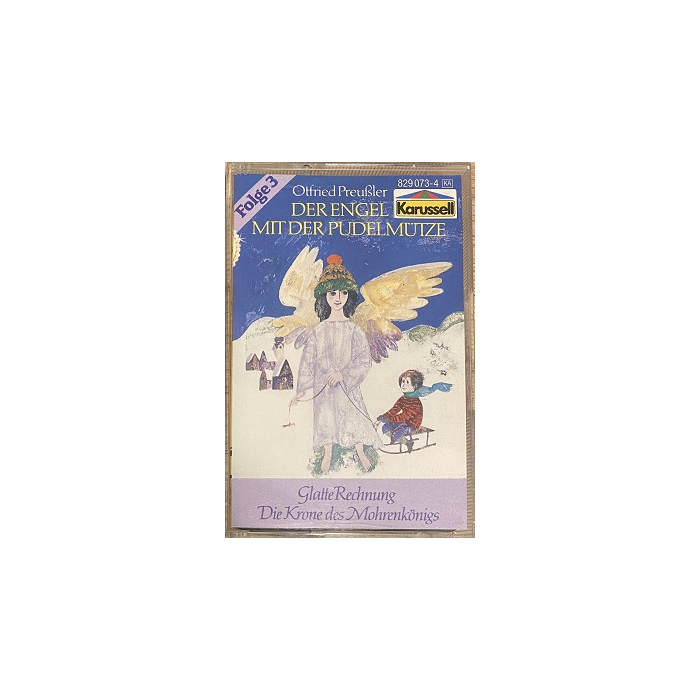 Folge 3
Otfried Preußler
829 073-4 KA
Karussell
DER ENGEL
MIT DER PUDELMÜTZE
Glatte Rechnung
Die Krone des Mohrenkönigs